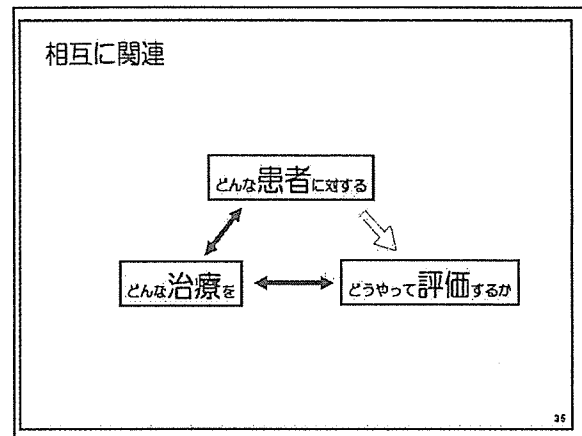 相互に関連
どんな患者に対する
どんな治療を
どうやって評価するか
35